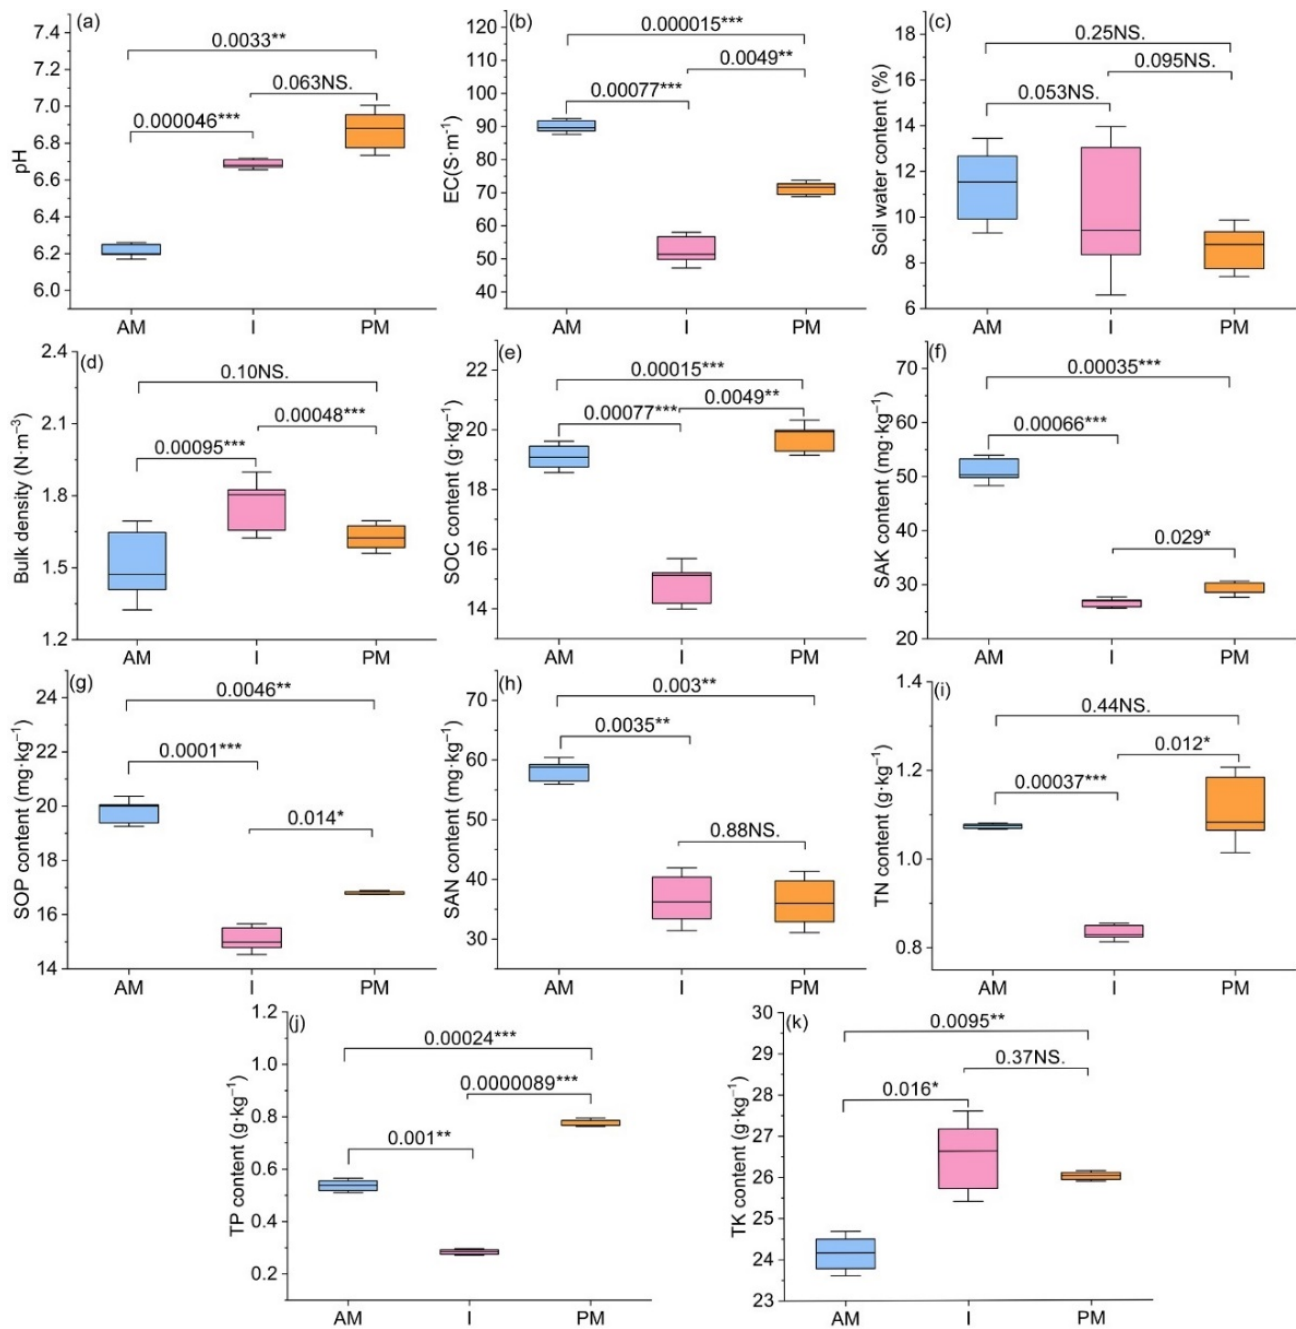 (a)
7.4
7.2
7.0
6.8
6.6
6.4
6.2
6.0
pH
0.0033**
0.063NS.
0.000046***
AM I PM
(b)
120
110
100
90
80
70
60
50
40
EC(S·m⁻¹)
0.000015***
0.0049**
0.00077***
AM I PM
(c)
18
16
14
12
10
8
6
Soil water content (%)
0.25NS.
0.095NS.
0.053NS.
AM I PM
(d)
2.4
2.1
1.8
1.5
1.2
Bulk density (N·m⁻³)
0.10NS.
0.00048***
0.00095***
AM I PM
(e)
22
20
18
16
14
SOC content (g·kg⁻¹)
0.00015***
0.0049**
0.00077***
AM I PM
(f)
70
60
50
40
30
20
SAK content (mg·kg⁻¹)
0.00035***
0.00066***
0.029*
AM I PM
(g)
24
22
20
18
16
14
SOP content (mg·kg⁻¹)
0.0046**
0.0001***
0.014*
AM I PM
(h)
70
60
50
40
30
SAN content (mg·kg⁻¹)
0.003**
0.0035**
0.88NS.
AM I PM
(i)
1.4
1.2
1.0
0.8
TN content (g·kg⁻¹)
0.44NS.
0.012*
0.00037***
AM I PM
(j)
1.2
1.0
0.8
0.6
0.4
0.2
TP content (g·kg⁻¹)
0.00024***
0.0000089***
0.001**
AM I PM
(k)
30
29
28
27
26
25
24
23
TK content (g·kg⁻¹)
0.0095**
0.37NS.
0.016*
AM I PM